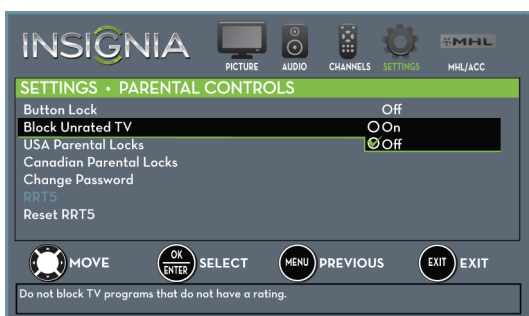 INSIGNIA
PICTURE AUDIO CHANNELS SETTINGS MHL MHL/ACC
SETTINGS • PARENTAL CONTROLS
Button Lock Off
Block Unrated TV On
USA Parental Locks Off
Canadian Parental Locks
Change Password
RRT5
Reset RRT5
MOVE OK ENTER SELECT MENU PREVIOUS EXIT EXIT
Do not block TV programs that do not have a rating.